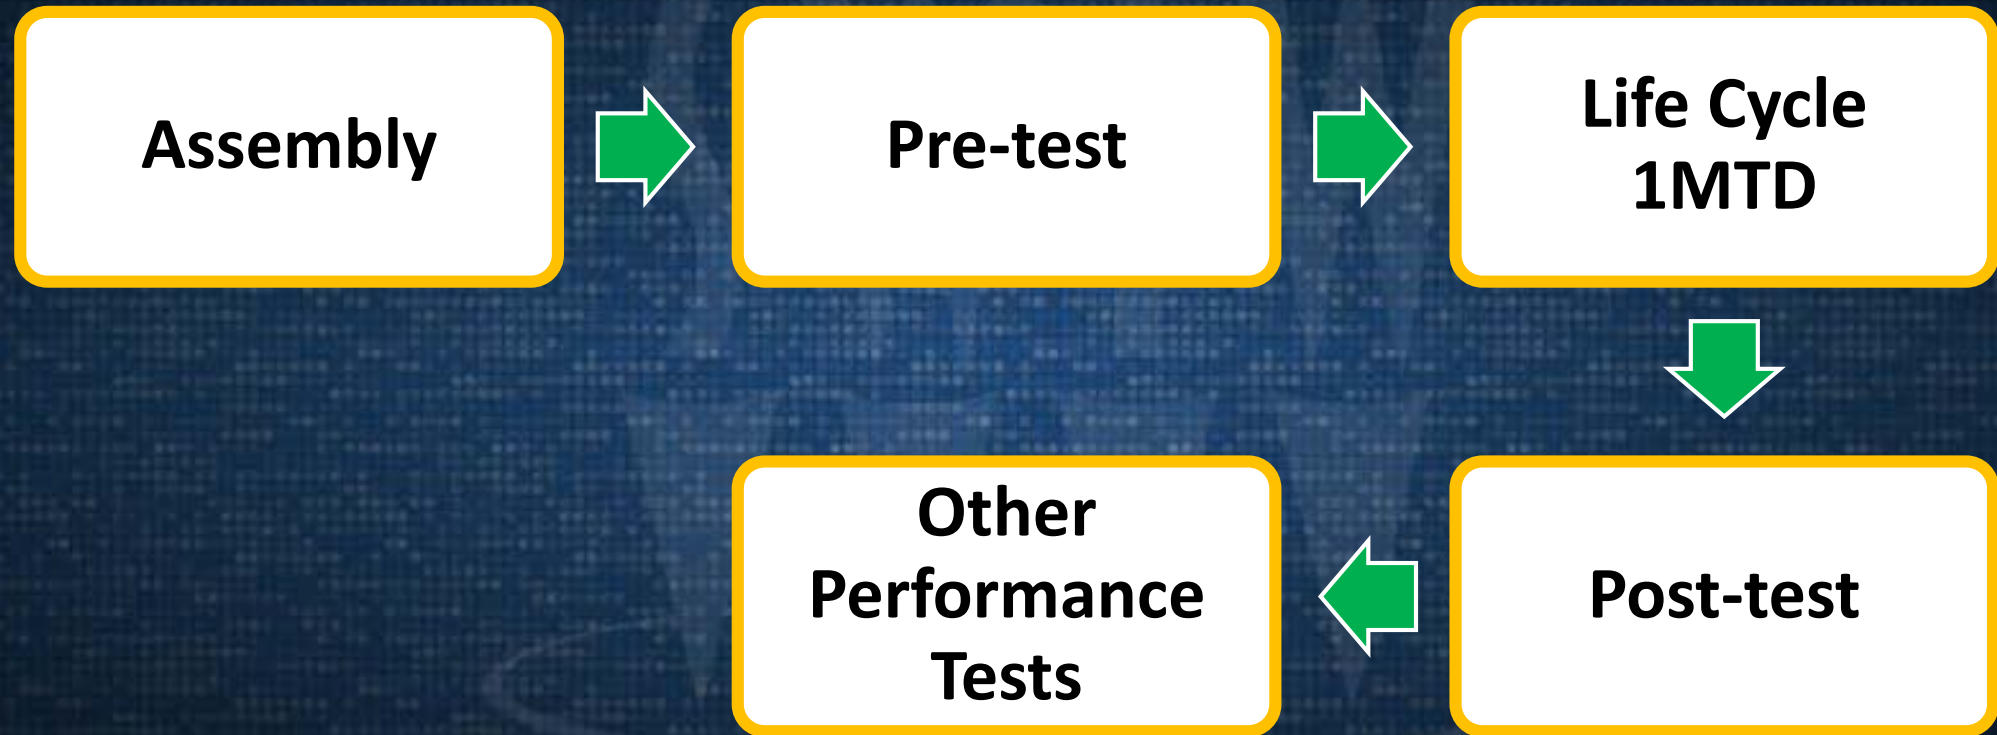 Assembly
Pre-test
Life Cycle
1MTD
Post-test
Other
Performance
Tests